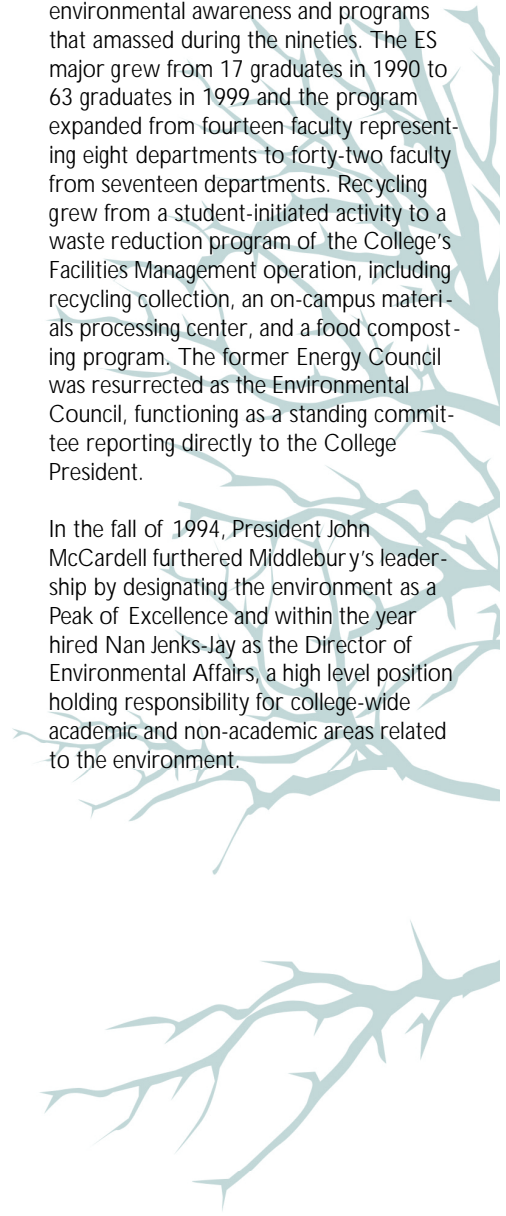 environmental awareness and programs
that amassed during the nineties. The ES
major grew from 17 graduates in 1990 to
63 graduates in 1999 and the program
expanded from fourteen faculty represent-
ing eight departments to forty-two faculty
from seventeen departments. Recycling
grew from a student-initiated activity to a
waste reduction program of the College's
Facilities Management operation, including
recycling collection, an on-campus materi-
als processing center, and a food compost-
ing program. The former Energy Council
was resurrected as the Environmental
Council, functioning as a standing commit-
tee reporting directly to the College
President.
In the fall of 1994, President John
McCardell furthered Middlebury's leader-
ship by designating the environment as a
Peak of Excellence and within the year
hired Nan Jenks-Jay as the Director of
Environmental Affairs, a high level position
holding responsibility for college-wide
academic and non-academic areas related
to the environment.